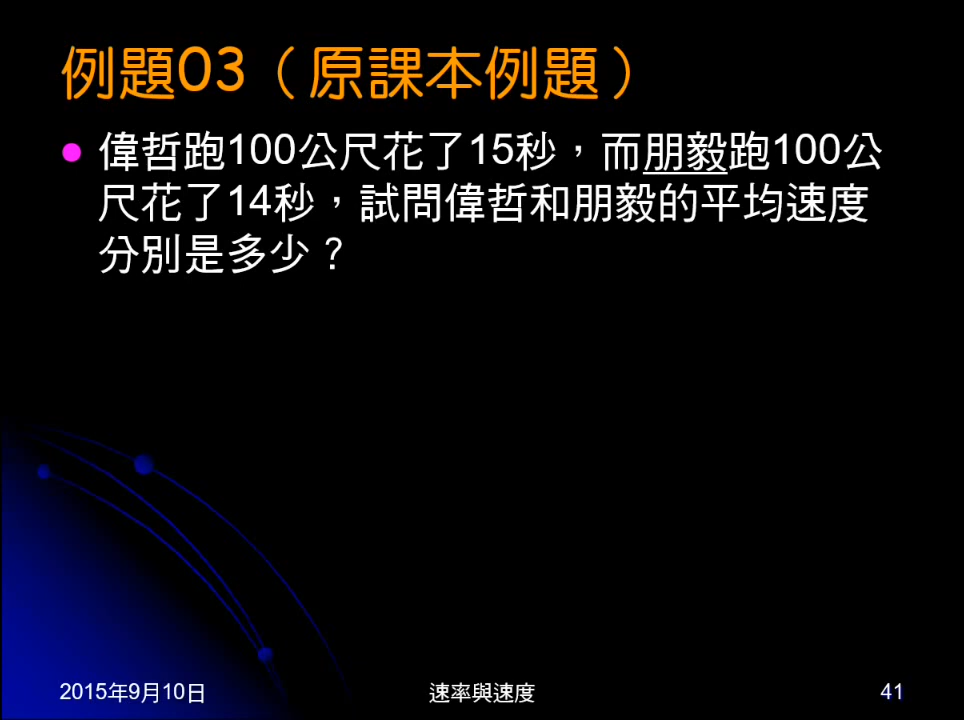 例題03（原課本例題）
偉哲跑100公尺花了15秒，而朋毅跑100公
尺花了14秒，試問偉哲和朋毅的平均速度
分別是多少？
2015年9月10日
速率與速度
41